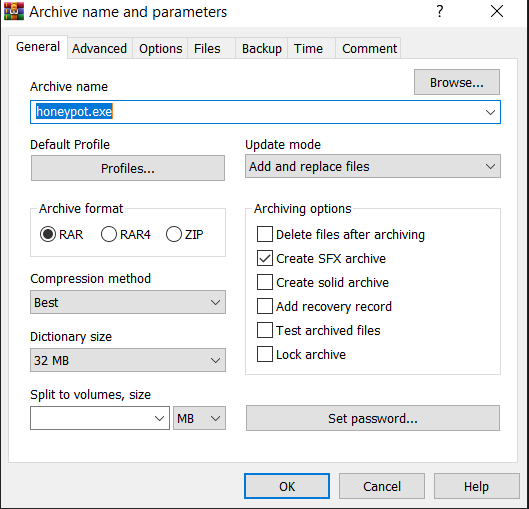 Archive name and parameters
?
General Advanced Options Files Backup Time Comment
Archive name
Browse...
honeypot.exe
Default Profile
Profiles...
Update mode
Add and replace files
Archive format
RAR RAR4 ZIP
Compression method
Best
Dictionary size
32 MB
Split to volumes, size
MB
Archiving options
Delete files after archiving
Create SFX archive
Create solid archive
Add recovery record
Test archived files
Lock archive
Set password...
OK Cancel Help